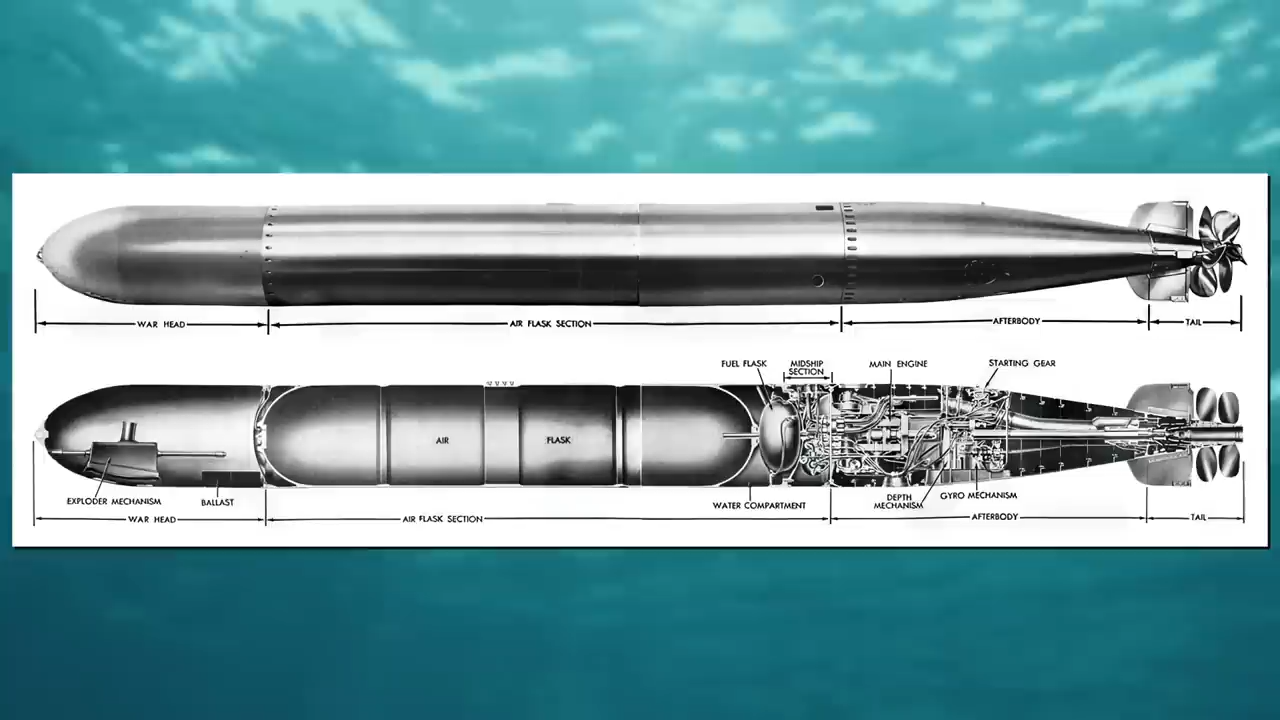 WAR HEAD
AIR FLASK SECTION
AFTERBODY
TAIL
FUEL FLASK
MIDSHIP
SECTION
MAIN ENGINE
STARTING GEAR
AIR
FLASK
EXPLODER MECHANISM
BALLAST
WATER COMPARTMENT
DEPTH
MECHANISM
GYRO MECHANISM
WAR HEAD
AIR FLASK SECTION
AFTERBODY
TAIL